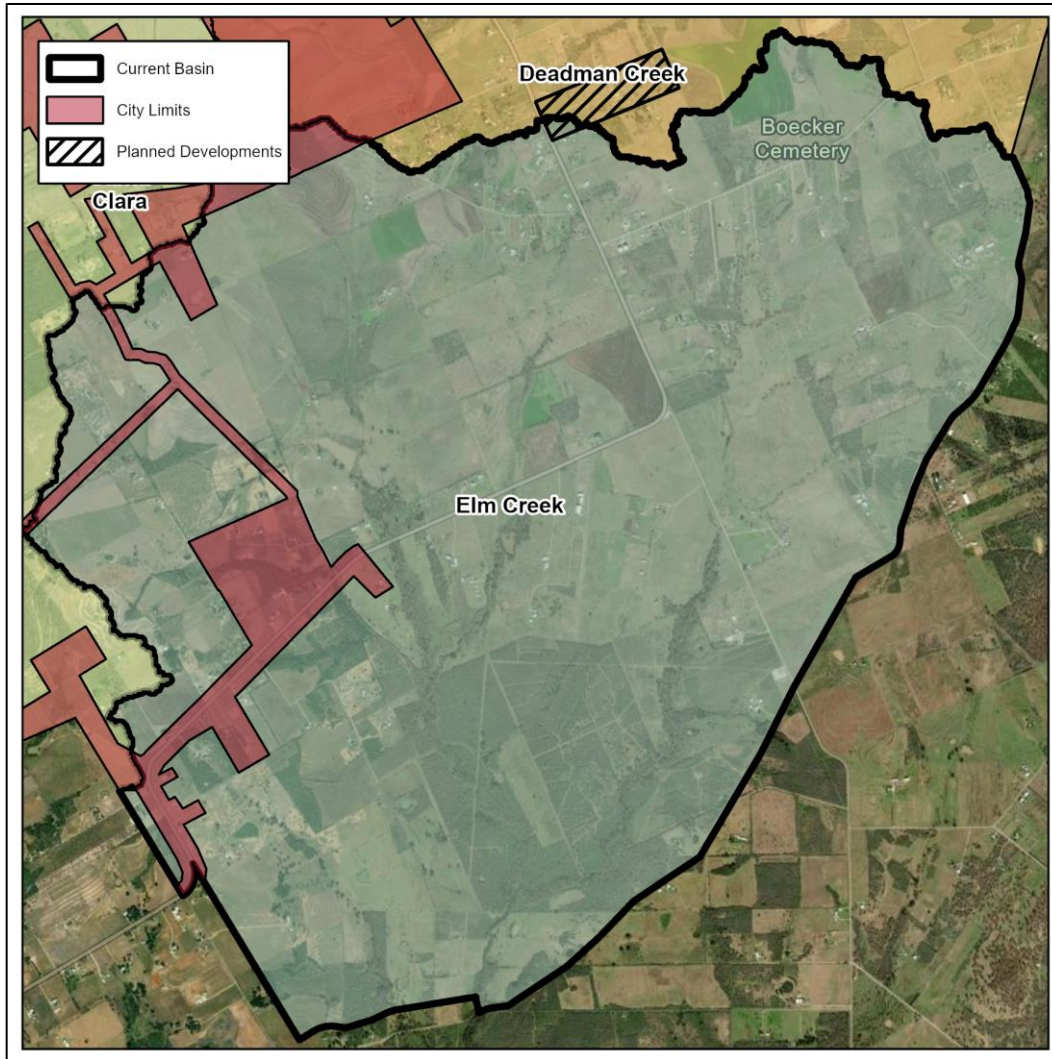 Current Basin
City Limits
Planned Developments
Deadman Creek
Boecker
Cemetery
Clara
Elm Creek